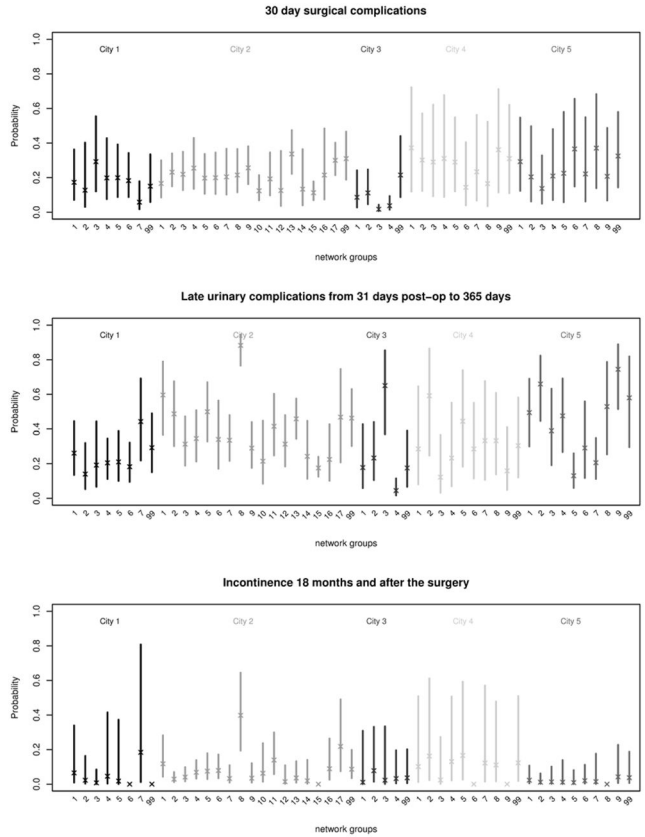 30 day surgical complications
1.0
0.8
0.6
0.4
0.2
0.0
Probability
City 1 City 2 City 3 City 4 City 5
1 2 3 4 5 6 7 99 1 2 3 4 5 6 7 8 9 10 11 12 13 14 15 16 17 99 1 2 3 4 99 1 2 3 4 5 6 7 8 9 99 1 2 3 4 5 6 7 8 9 99
network groups
Late urinary complications from 31 days post-op to 365 days
1.0
0.8
0.6
0.4
0.2
0.0
Probability
City 1 City 2 City 3 City 4 City 5
1 2 3 4 5 6 7 99 1 2 3 4 5 6 7 8 9 10 11 12 13 14 15 16 17 99 1 2 3 4 99 1 2 3 4 5 6 7 8 9 99 1 2 3 4 5 6 7 8 9 99
network groups
Incontinence 18 months and after the surgery
1.0
0.8
0.6
0.4
0.2
0.0
Probability
City 1 City 2 City 3 City 4 City 5
1 2 3 4 5 6 7 99 1 2 3 4 5 6 7 8 9 10 11 12 13 14 15 16 17 99 1 2 3 4 99 1 2 3 4 5 6 7 8 9 99 1 2 3 4 5 6 7 8 9 99
network groups